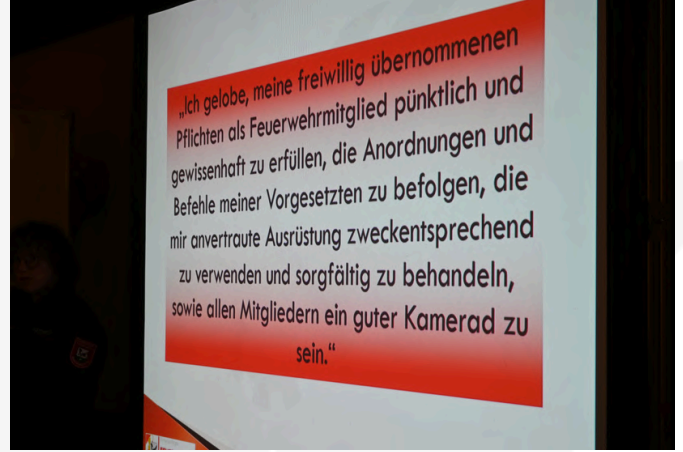 „Ich gelobe, meine freiwillig übernommenen
Pflichten als Feuerwehrmitglied pünktlich und
gewissenhaft zu erfüllen, die Anordnungen und
Befehle meiner Vorgesetzten zu befolgen, die
mir anvertraute Ausrüstung zweckentsprechend
zu verwenden und sorgfältig zu behandeln,
sowie allen Mitgliedern ein guter Kamerad zu
sein.“